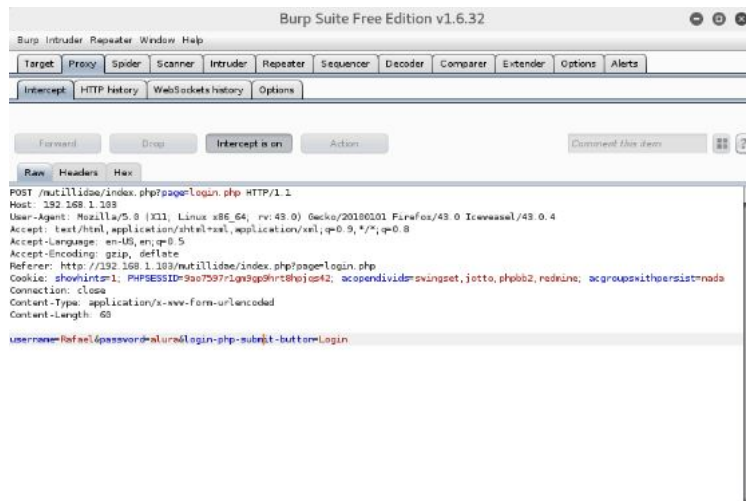 Burp Suite Free Edition v1.6.32
Burp Intruder Repeater Window Help
Target Proxy Spider Scanner Intruder Repeater Sequencer Decoder Comparer Extender Options Alerts
Intercept HTTP history WebSockets history Options
Forward Drop Intercept is on Action Comment this item ?
Raw Headers Hex
POST /mutillidae/index.php?page=login.php HTTP/1.1
Host: 192.168.1.103
User-Agent: Mozilla/5.0 (X11; Linux x86_64; rv:43.0) Gecko/20100101 Firefox/43.0 Iceweasel/43.0.4
Accept: text/html,application/xhtml+xml,application/xml;q=0.9,*/*;q=0.8
Accept-Language: en-US,en;q=0.5
Accept-Encoding: gzip, deflate
Referer: http://192.168.1.103/mutillidae/index.php?page=login.php
Cookie: showhints=1; acopendivids=swingset,jotto,phpbb2,redmine; acgroupswithpersist=nada
Connection: close
Content-Type: application/x-www-form-urlencoded
Content-Length: 60
username=Rafael&password=alura&login-php-submit-button=Login